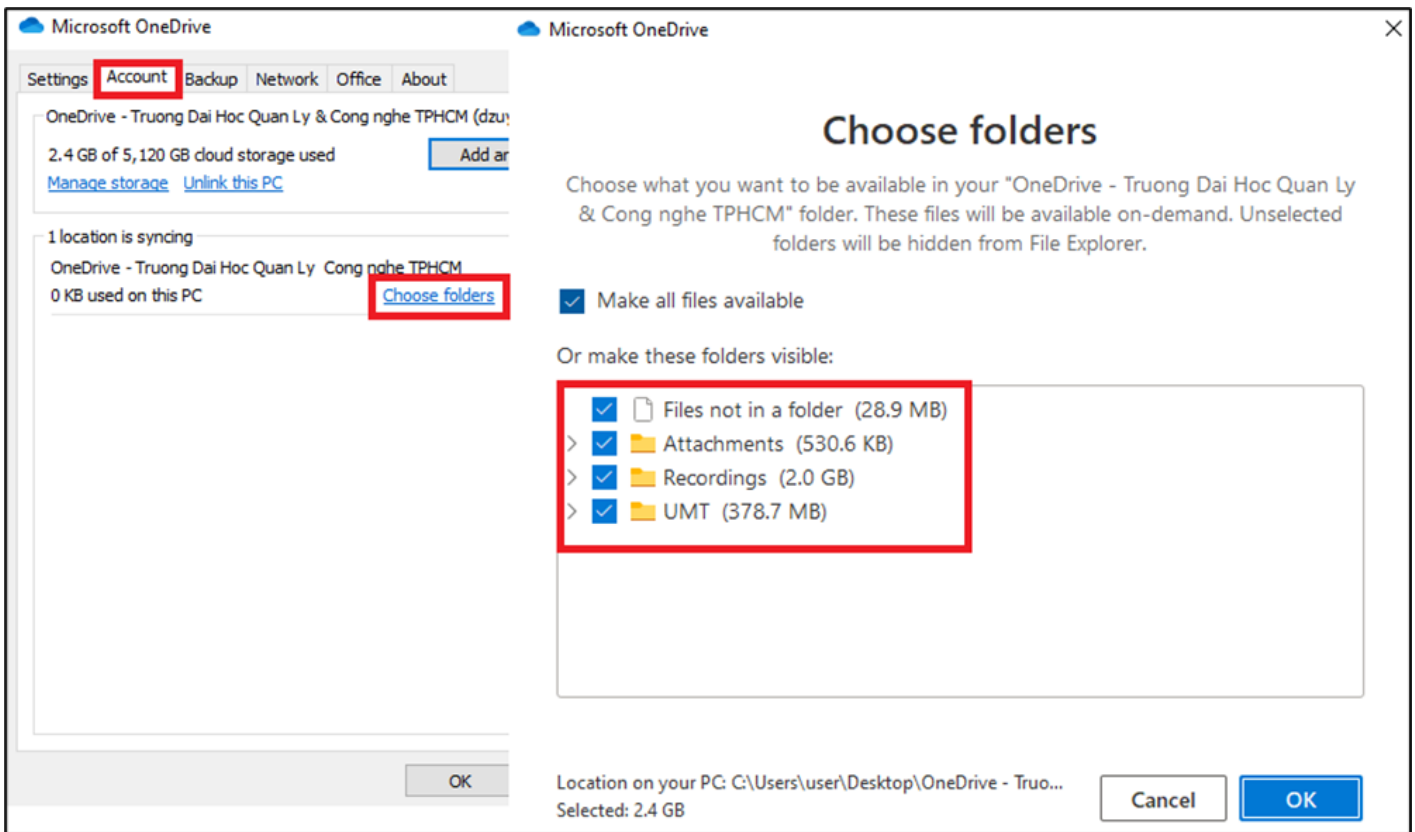 Microsoft OneDrive
Settings Account Backup Network Office About
OneDrive - Truong Dai Hoc Quan Ly & Cong nghe TPHCM (dzuy
2.4 GB of 5,120 GB cloud storage used Add an
Manage storage Unlink this PC
1 location is syncing
OneDrive - Truong Dai Hoc Quan Ly Cong nghe TPHCM
0 KB used on this PC Choose folders
OK
Microsoft OneDrive
Choose folders
Choose what you want to be available in your "OneDrive - Truong Dai Hoc Quan Ly
& Cong nghe TPHCM" folder. These files will be available on-demand. Unselected
folders will be hidden from File Explorer.
Make all files available
Or make these folders visible:
Files not in a folder (28.9 MB)
Attachments (530.6 KB)
Recordings (2.0 GB)
UMT (378.7 MB)
Location on your PC: C:\Users\user\Desktop\OneDrive - Truo...
Selected: 2.4 GB
Cancel OK